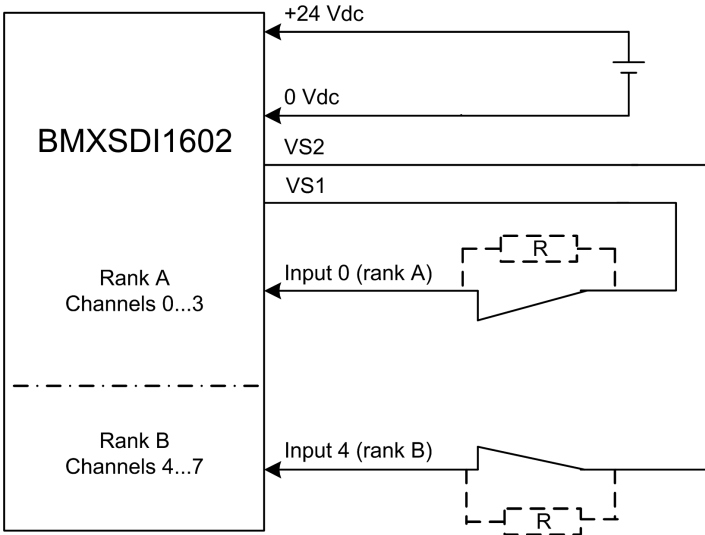 +24 Vdc
0 Vdc
BMXSDI1602
VS2
VS1
R
Rank A
Channels 0...3
Input 0 (rank A)
Rank B
Channels 4...7
Input 4 (rank B)
R